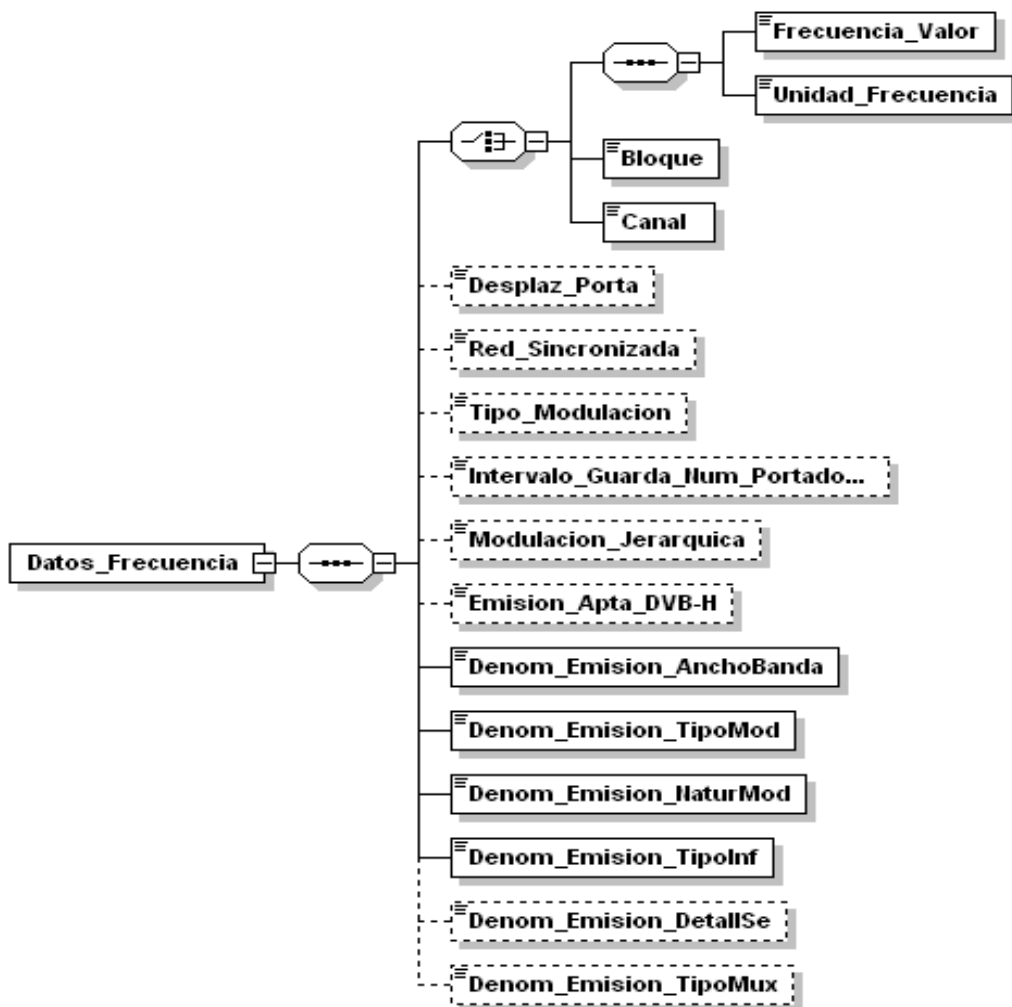 Frecuencia_Valor
Unidad_Frecuencia
Bloque
Canal
Desplaz_Porta
Red_Sincronizada
Tipo_Modulacion
Intervalo_Guarda_Num_Portado...
Modulacion_Jerarquica
Datos_Frecuencia
Emision_Apta_DVB-H
Denom_Emision_AnchoBanda
Denom_Emision_TipoMod
Denom_Emision_NaturMod
Denom_Emision_TipoInf
Denom_Emision_DetallSe
Denom_Emision_TipoMux